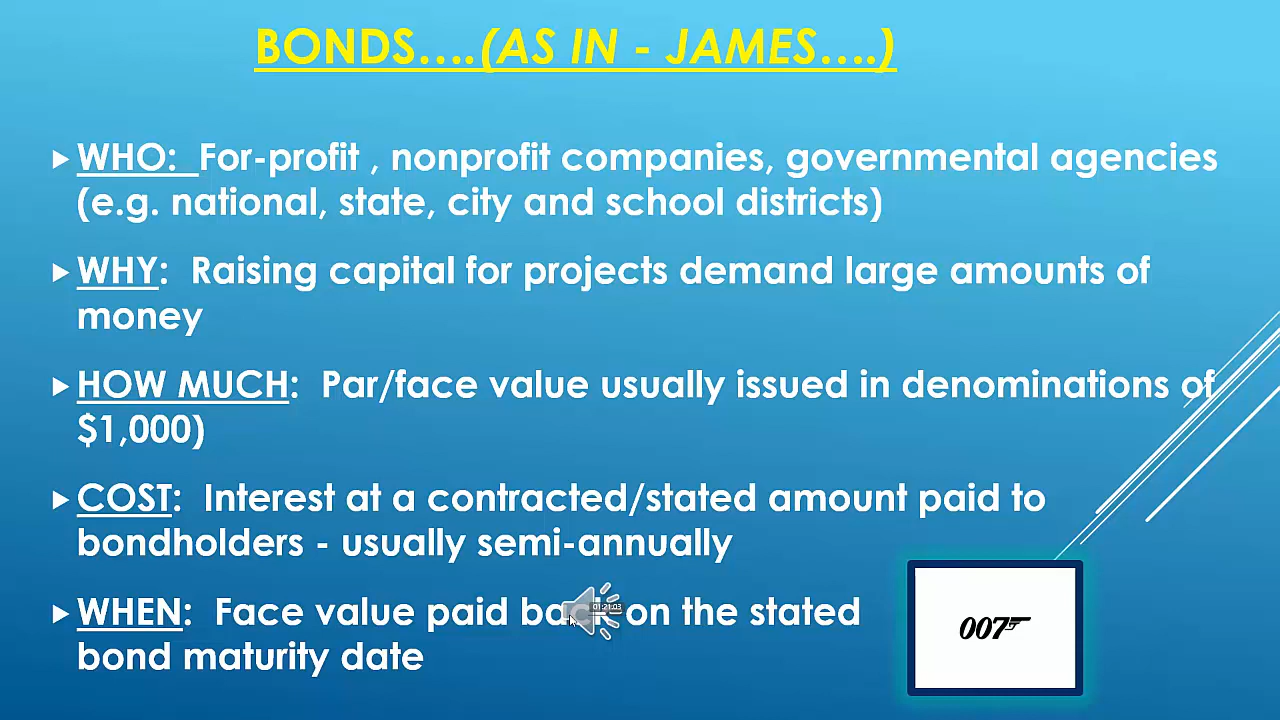 BONDS….(AS IN - JAMES….)
WHO: For-profit , nonprofit companies, governmental agencies
(e.g. national, state, city and school districts)
WHY: Raising capital for projects demand large amounts of
money
HOW MUCH: Par/face value usually issued in denominations of
$1,000)
COST: Interest at a contracted/stated amount paid to
bondholders - usually semi-annually
WHEN: Face value paid back on the stated
bond maturity date
01:21.03
007